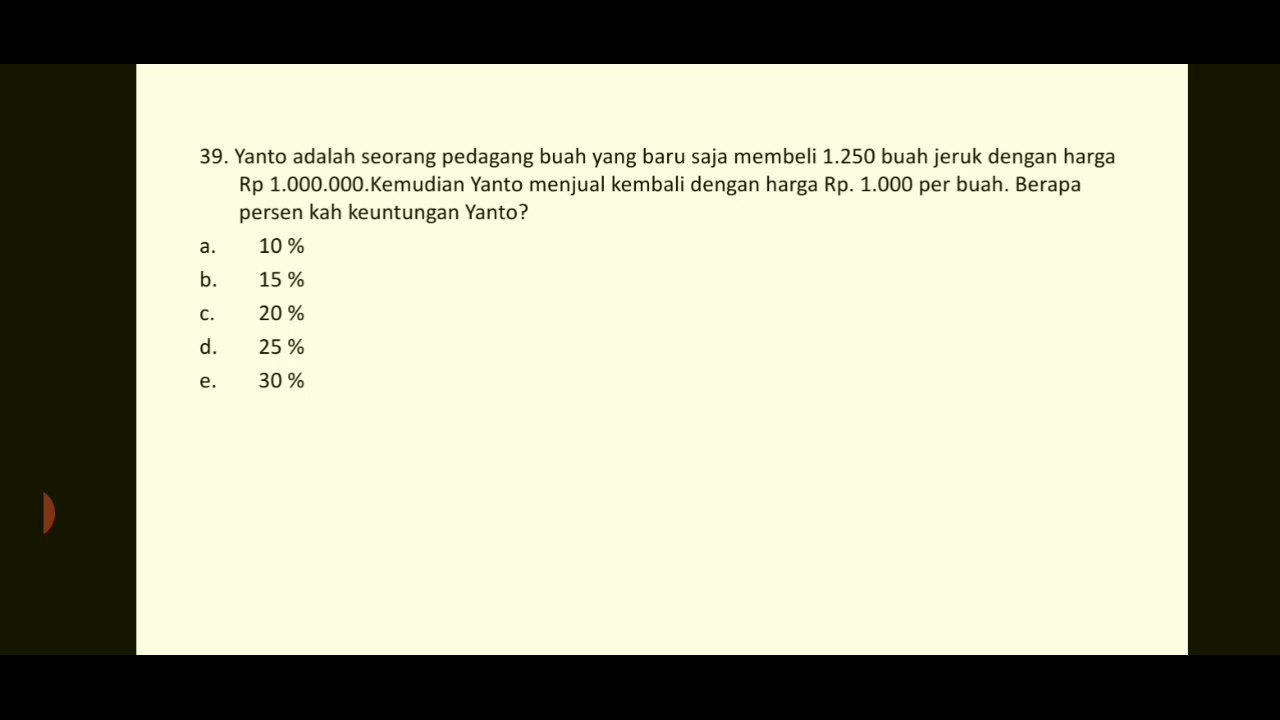 39. Yanto adalah seorang pedagang buah yang baru saja membeli 1.250 buah jeruk dengan harga
Rp 1.000.000.Kemudian Yanto menjual kembali dengan harga Rp. 1.000 per buah. Berapa
persen kah keuntungan Yanto?
a. 10 %
b. 15 %
c. 20 %
d. 25 %
e. 30 %